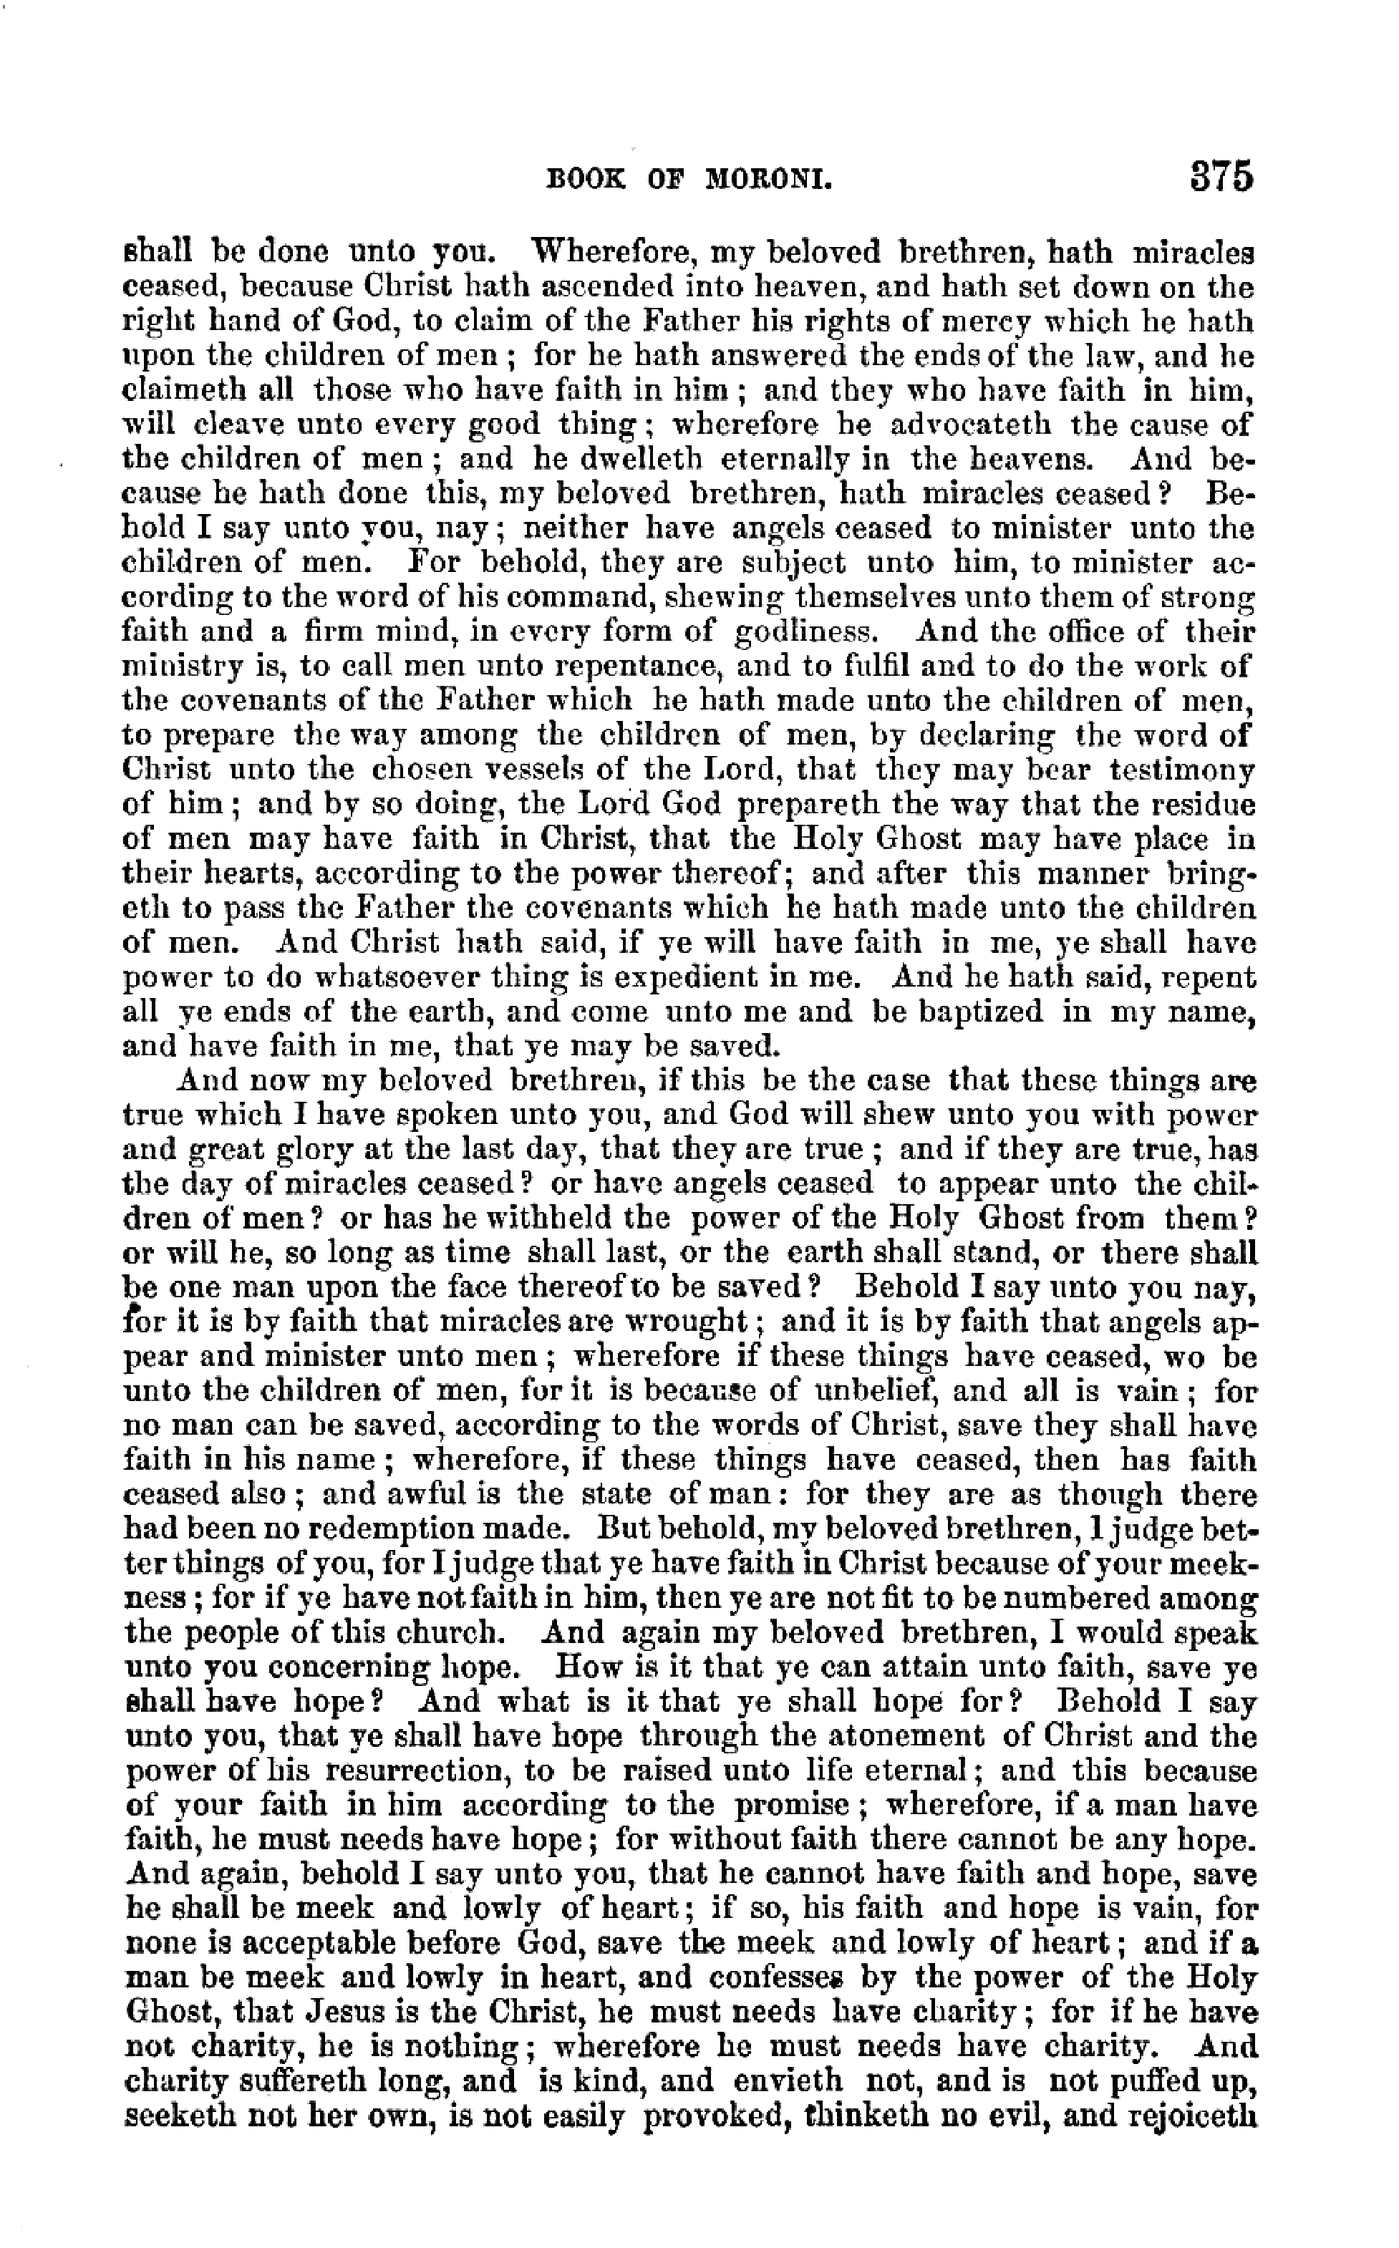 BOOK OF MORONI. 375
shall be done unto you. Wherefore, my beloved brethren, hath miracles
ceased, because Christ hath ascended into heaven, and hath set down on the
right hand of God, to claim of the Father his rights of mercy which he hath
upon the children of men ; for he hath answered the ends of the law, and he
claimeth all those who have faith in him ; and they who have faith in him,
will cleave unto every good thing ; wherefore he advocateth the cause of
the children of men ; and he dwelleth eternally in the heavens. And be-
cause he hath done this, my beloved brethren, hath miracles ceased ? Be-
hold I say unto you, nay ; neither have angels ceased to minister unto the
children of men. For behold, they are subject unto him, to minister ac-
cording to the word of his command, shewing themselves unto them of strong
faith and a firm mind, in every form of godliness. And the office of their
ministry is, to call men unto repentance, and to fulfil and to do the work of
the covenants of the Father which he hath made unto the children of men,
to prepare the way among the children of men, by declaring the word of
Christ unto the chosen vessels of the Lord, that they may bear testimony
of him ; and by so doing, the Lord God prepareth the way that the residue
of men may have faith in Christ, that the Holy Ghost may have place in
their hearts, according to the power thereof ; and after this manner bring-
eth to pass the Father the covenants which he hath made unto the children
of men. And Christ hath said, if ye will have faith in me, ye shall have
power to do whatsoever thing is expedient in me. And he hath said, repent
all ye ends of the earth, and come unto me and be baptized in my name,
and have faith in me, that ye may be saved.
And now my beloved brethren, if this be the case that these things are
true which I have spoken unto you, and God will shew unto you with power
and great glory at the last day, that they are true ; and if they are true, has
the day of miracles ceased ? or have angels ceased to appear unto the chil-
dren of men ? or has he withheld the power of the Holy Ghost from them ?
or will he, so long as time shall last, or the earth shall stand, or there shall
be one man upon the face thereof to be saved ? Behold I say unto you nay,
for it is by faith that miracles are wrought ; and it is by faith that angels ap-
pear and minister unto men ; wherefore if these things have ceased, wo be
unto the children of men, for it is because of unbelief, and all is vain ; for
no man can be saved, according to the words of Christ, save they shall have
faith in his name ; wherefore, if these things have ceased, then has faith
ceased also ; and awful is the state of man : for they are as though there
had been no redemption made. But behold, my beloved brethren, I judge bet-
ter things of you, for I judge that ye have faith in Christ because of your meek-
ness ; for if ye have not faith in him, then ye are not fit to be numbered among
the people of this church. And again my beloved brethren, I would speak
unto you concerning hope. How is it that ye can attain unto faith, save ye
shall have hope ? And what is it that ye shall hope for ? Behold I say
unto you, that ye shall have hope through the atonement of Christ and the
power of his resurrection, to be raised unto life eternal ; and this because
of your faith in him according to the promise ; wherefore, if a man have
faith, he must needs have hope ; for without faith there cannot be any hope.
And again, behold I say unto you, that he cannot have faith and hope, save
he shall be meek and lowly of heart ; if so, his faith and hope is vain, for
none is acceptable before God, save the meek and lowly of heart ; and if a
man be meek and lowly in heart, and confesses by the power of the Holy
Ghost, that Jesus is the Christ, he must needs have charity ; for if he have
not charity, he is nothing ; wherefore he must needs have charity. And
charity suffereth long, and is kind, and envieth not, and is not puffed up,
seeketh not her own, is not easily provoked, thinketh no evil, and rejoiceth